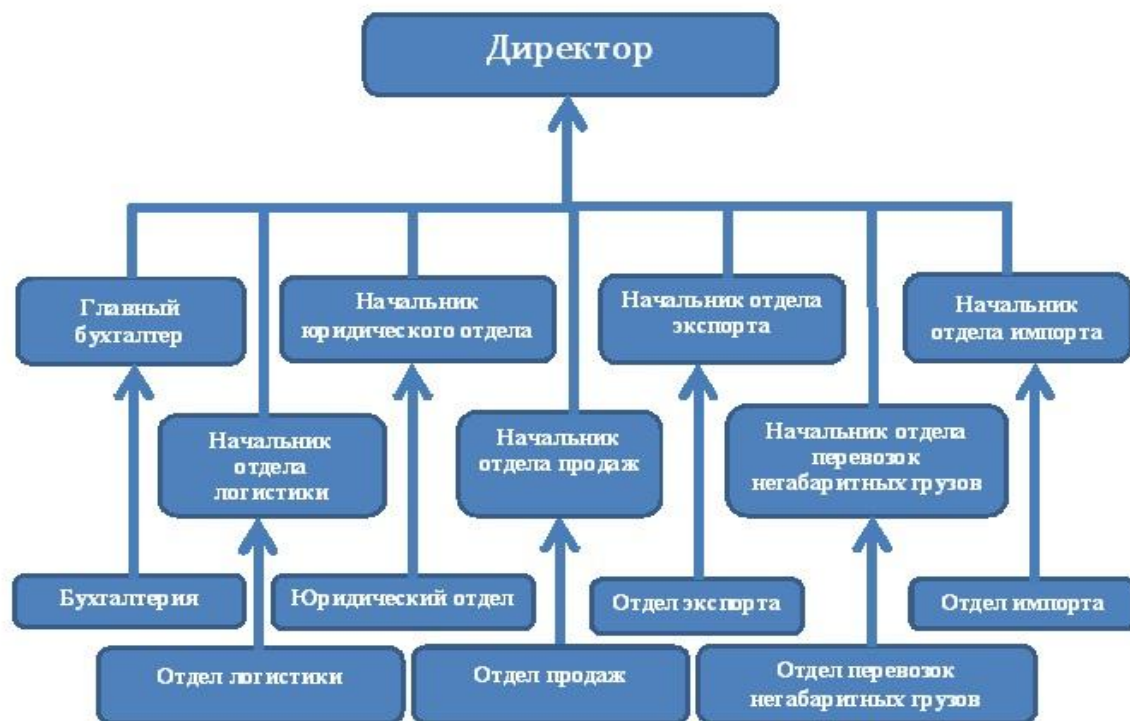 Директор
Главный
бухгалтер
Начальник
юридического отдела
Начальник отдела
экспорта
Начальник
отдела импорта
Начальник
отдела
логистики
Начальник
отдела продаж
Начальник отдела
перевозок
негабаритных грузов
Бухгалтерия
Юридический отдел
Отдел экспорта
Отдел импорта
Отдел логистики
Отдел продаж
Отдел перевозок
негабаритных грузов